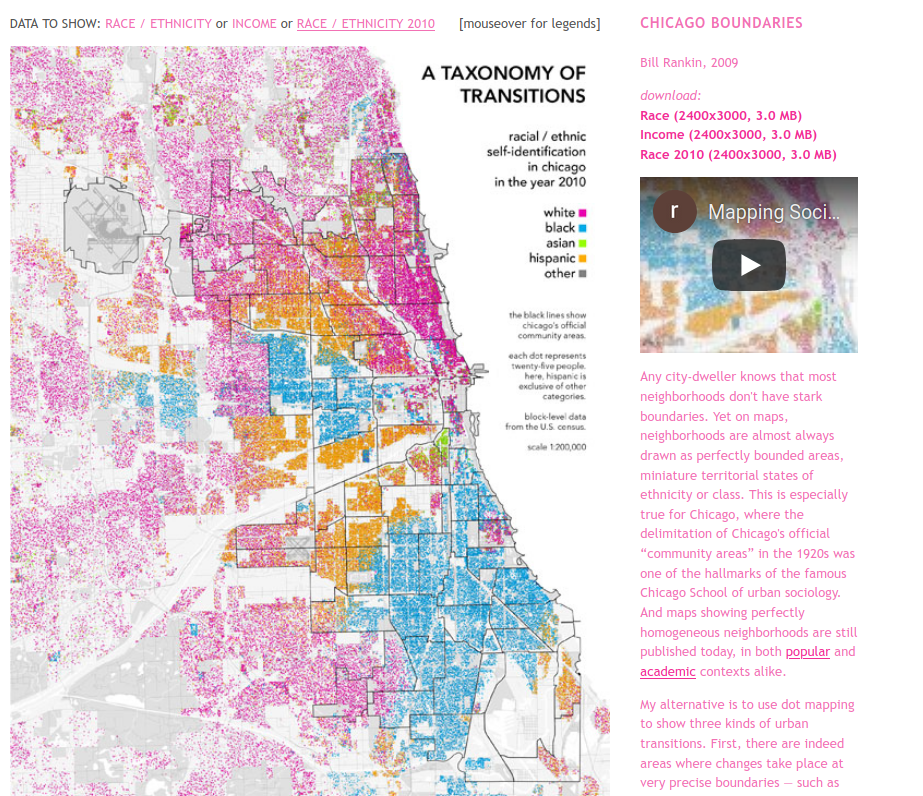 DATA TO SHOW: RACE / ETHNICITY or INCOME or RACE / ETHNICITY 2010 [mouseover for legends]
A TAXONOMY OF
TRANSITIONS
racial / ethnic
self-identification
in chicago
in the year 2010
white
black
asian
hispanic
other
the black lines show
chicago's official
community areas.
each dot represents
twenty-five people.
here, hispanic is
exclusive of other
categories.
block-level data
from the U.S. census.
scale 1:200,000
CHICAGO BOUNDARIES
Bill Rankin, 2009
download:
Race (2400x3000, 3.0 MB)
Income (2400x3000, 3.0 MB)
Race 2010 (2400x3000, 3.0 MB)
r Mapping Soci...
Any city-dweller knows that most
neighborhoods don't have stark
boundaries. Yet on maps,
neighborhoods are almost always
drawn as perfectly bounded areas,
miniature territorial states of
ethnicity or class. This is especially
true for Chicago, where the
delimitation of Chicago's official
“community areas” in the 1920s was
one of the hallmarks of the famous
Chicago School of urban sociology.
And maps showing perfectly
homogeneous neighborhoods are still
published today, in both popular and
academic contexts alike.
My alternative is to use dot mapping
to show three kinds of urban
transitions. First, there are indeed
areas where changes take place at
very precise boundaries — such as